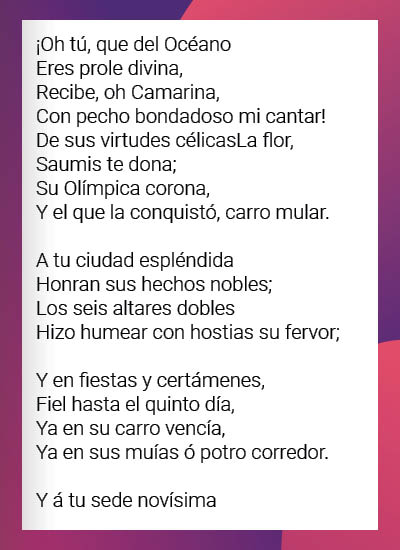 ¡Oh tú, que del Océano
Eres prole divina,
Recibe, oh Camarina,
Con pecho bondadoso mi cantar!
De sus virtudes célicasLa flor,
Saumis te dona;
Su Olímpica corona,
Y el que la conquistó, carro mular.
A tu ciudad espléndida
Honran sus hechos nobles;
Los seis altares dobles
Hizo humear con hostias su fervor;
Y en fiestas y certámenes,
Fiel hasta el quinto día,
Ya en su carro vencía,
Ya en sus muías ó potro corredor.
Y á tu sede novísima